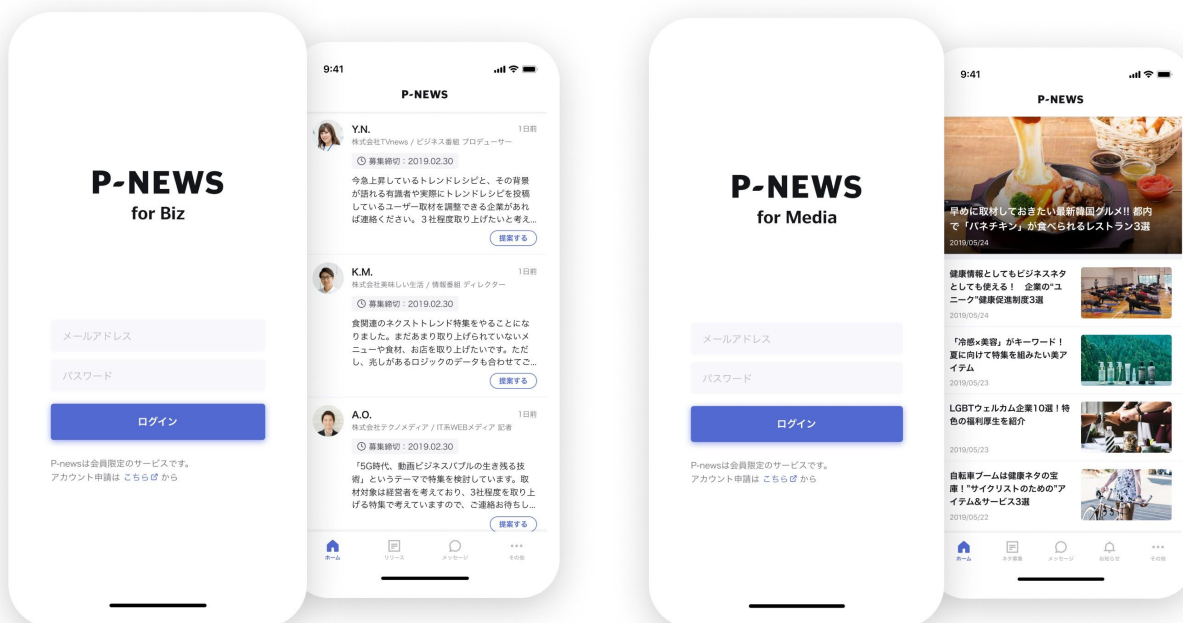 P-NEWS
for Biz
メールアドレス
パスワード
ログイン
P-newsは会員限定のサービスです。
アカウント申請は こちら から
9:41
P-NEWS
Y.N.
1日前
株式会社TVnews / ビジネス番組 プロデューサー
募集締切：2019.02.30
今急上昇しているトレンドレシピと、その背景
が語れる有識者や実際にトレンドレシピを投稿
しているユーザー取材を調整できる企業があれ
ば連絡ください。３社程度取り上げたいと考え...
提案する
K.M.
1日前
株式会社美味しい生活 / 情報番組 ディレクター
募集締切：2019.02.30
食関連のネクストトレンド特集をやることにな
りました。まだあまり取り上げられていないメ
ニューや食材、お店を取り上げたいです。ただ
し、兆しがあるロジックのデータも合わせてご...
提案する
A.O.
1日前
株式会社テクノメディア / IT系WEBメディア 記者
募集締切：2019.02.30
「5G時代、動画ビジネスバブルの生き残る技
術」というテーマで特集を検討しています。取
材対象は経営者を考えており、3社程度を取り上
げる特集で考えていますので、ご連絡お待ちし...
提案する
ホーム
リリース
メッセージ
その他
P-NEWS
for Media
メールアドレス
パスワード
ログイン
P-newsは会員限定のサービスです。
アカウント申請は こちら から
9:41
P-NEWS
早めに取材しておきたい最新韓国グルメ!! 都内
で「パネチキン」が食べられるレストラン3選
2019/05/24
健康情報としてもビジネスネタ
としても使える！ 企業の“ユ
ニーク”健康促進制度3選
2019/05/24
「冷感×美容」がキーワード！
夏に向けて特集を組みたい美ア
イテム
2019/05/23
LGBTウェルカム企業10選！特
色の福利厚生を紹介
2019/05/23
自転車ブームは健康ネタの宝
庫！”サイクリストのための”ア
イテム&サービス3選
2019/05/22
ホーム
ネタ募集
メッセージ
お知らせ
その他